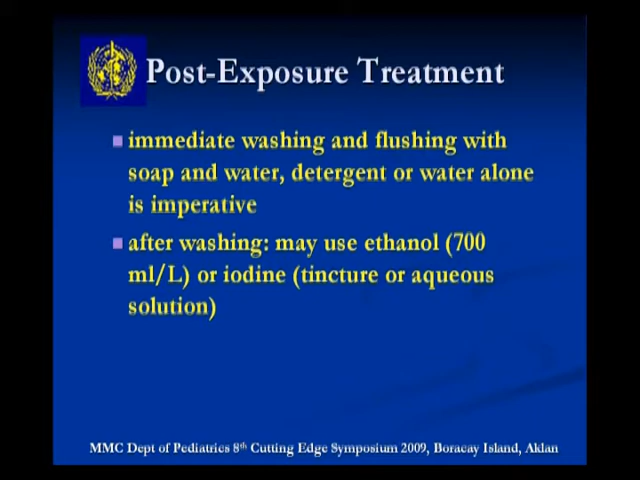 Post-Exposure Treatment
immediate washing and flushing with
soap and water, detergent or water alone
is imperative
after washing: may use ethanol (700
ml/L) or iodine (tincture or aqueous
solution)
MMC Dept of Pediatrics 8th Cutting Edge Symposium 2009, Boracay Island, Aklan